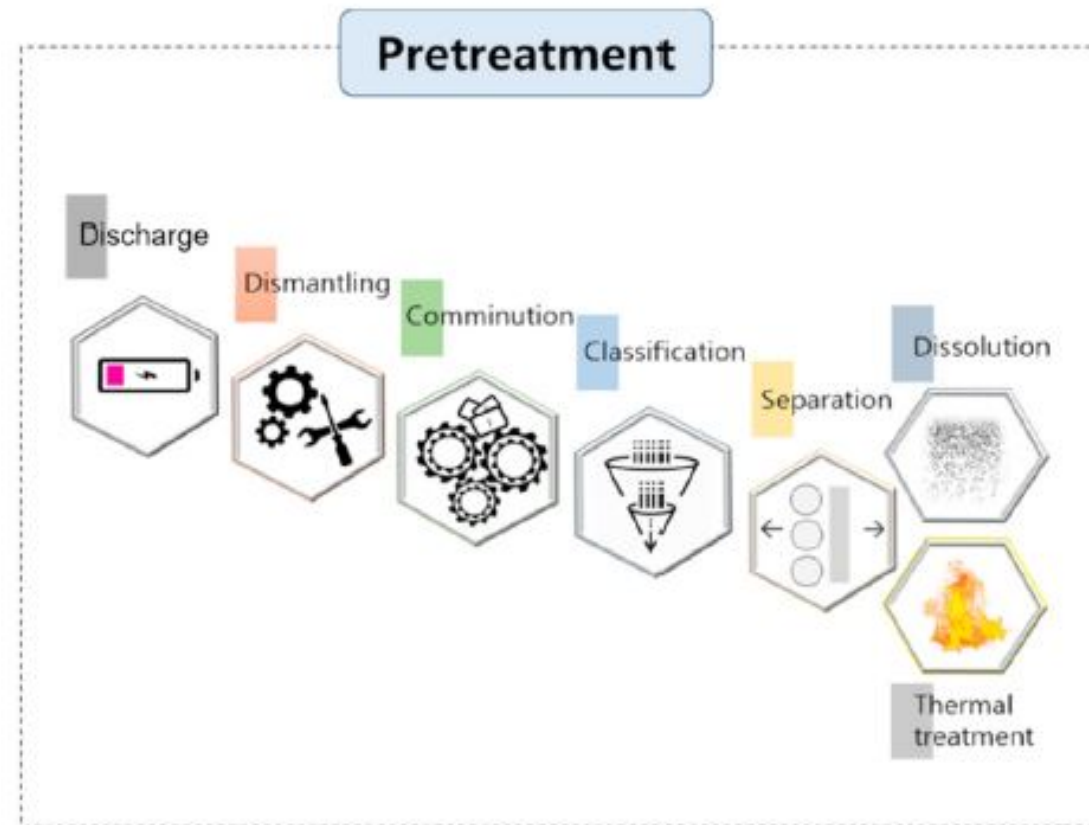 Pretreatment
Discharge
Dismantling
Comminution
Classification
Separation
Dissolution
Thermal
treatment